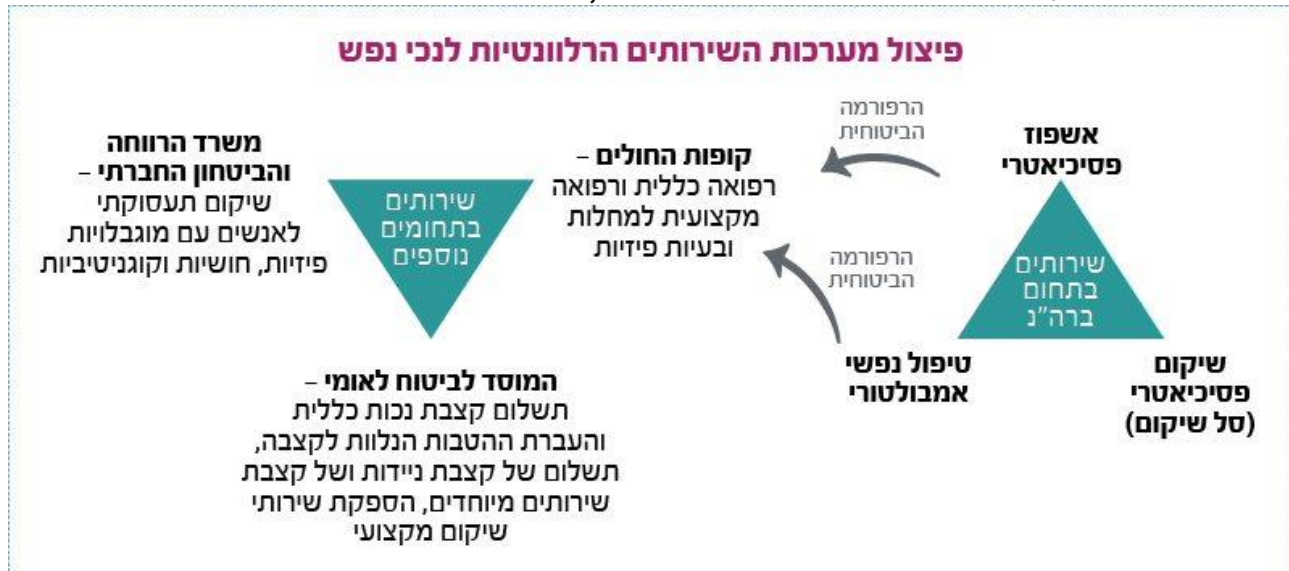 פיצול מערכות השירותים הרלוונטיות לנכי נפש
אשפוז
פסיכיאטרי
שירותים
בתחום
ברה"נ
שיקום
פסיכיאטרי
(סל שיקום)
טיפול נפשי
אמבולטורי
הרפורמה
הביטוחית
הרפורמה
הביטוחית
קופות החולים –
רפואה כללית ורפואה
מקצועית למחלות
ובעיות פיזיות
שירותים
בתחומים
נוספים
משרד הרווחה
והביטחון החברתי –
שיקום תעסוקתי
לאנשים עם מוגבלויות
פיזיות, חושיות וקוגניטיביות
המוסד לביטוח לאומי –
תשלום קצבת נכות כללית
והעברת ההטבות הנלוות לקצבה,
תשלום של קצבת ניידות ושל קצבת
שירותים מיוחדים, הספקת שירותי
שיקום מקצועי